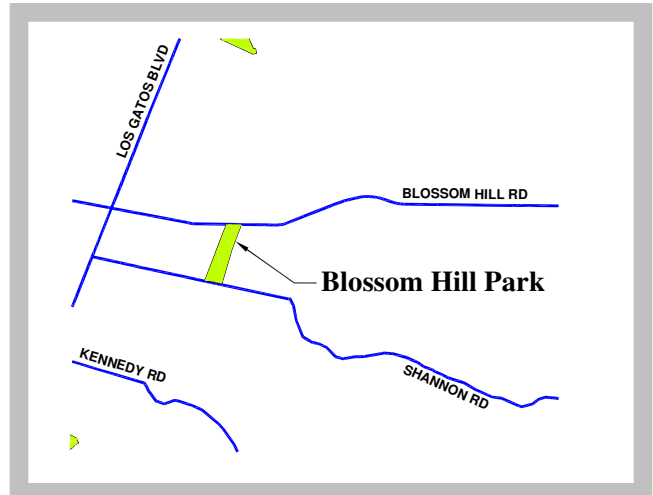 LOS GATOS BLVD
BLOSSOM HILL RD
Blossom Hill Park
KENNEDY RD
SHANNON RD